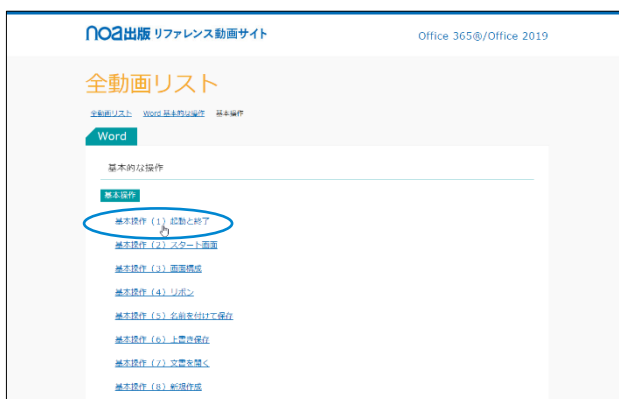 noa出版 リファレンス動画サイト
Office 365@/Office 2019
全動画リスト
全動画リスト Word 基本的な操作 基本操作
Word
基本的な操作
基本操作
基本操作（1）起動と終了
基本操作（2）スタート画面
基本操作（3）画面構成
基本操作（4）リボン
基本操作（5）名前を付けて保存
基本操作（6）上書き保存
基本操作（7）文書を開く
基本操作（8）新規作成